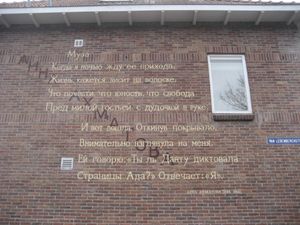 Муза
Когда я ночью жду её прихода,
Жизнь, кажется, висит на волоске.
Что почести, что юность, что свобода
Пред милой гостьей с дудочкой в руке.
И вот вошла. Откинув покрывало,
Внимательно взглянула на меня.
Ей говорю: «Ты ль Данту диктовала
Страницы Ада?» Отвечает: «Я».